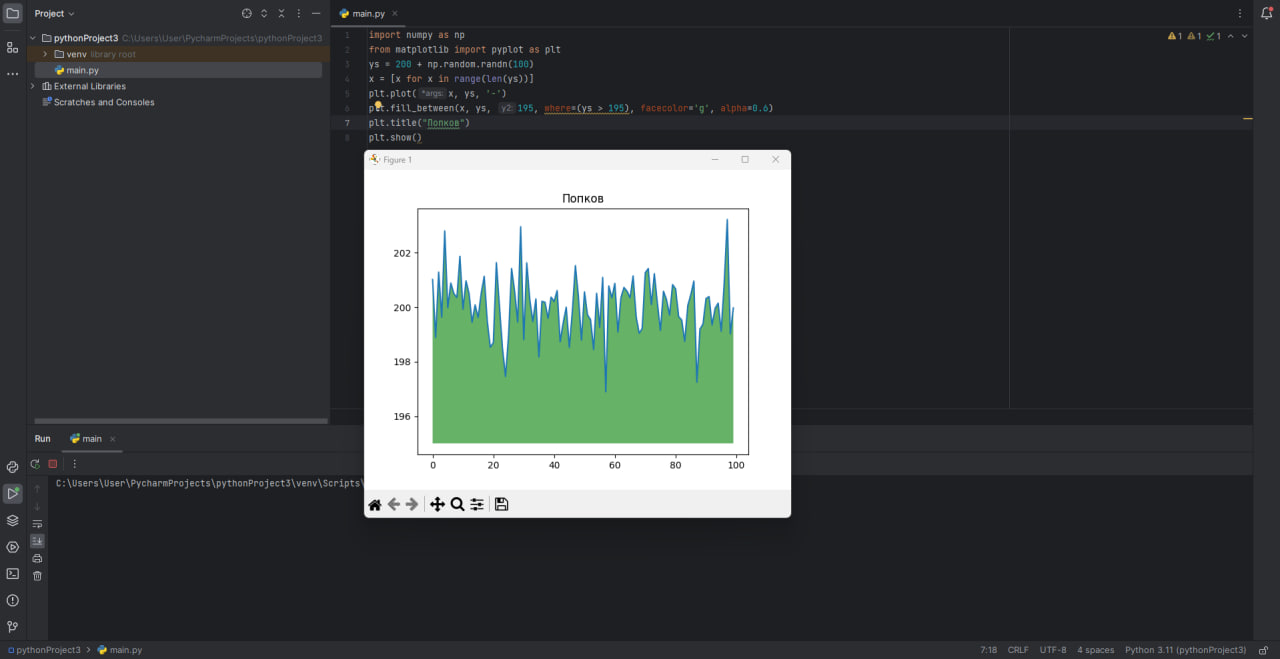 Project
main.py
pythonProject3 C:\Users\User\PycharmProjects\pythonProject3
venv library root
main.py
External Libraries
Scratches and Consoles
1 import numpy as np
2 from matplotlib import pyplot as plt
3 ys = 200 + np.random.randn(100)
4 x = [x for x in range(len(ys))]
5 plt.plot( *args: x, ys, '-')
6 plt.fill_between(x, ys, y2: 195, where=(ys > 195), facecolor='g', alpha=0.6)
7 plt.title("Попков")
8 plt.show()
1 1 1
Figure 1
Попков
202
200
198
196
0 20 40 60 80 100
Run main
C:\Users\User\PycharmProjects\pythonProject3\venv\Scripts\
pythonProject3 > main.py
7:18 CRLF UTF-8 4 spaces Python 3.11 (pythonProject3)